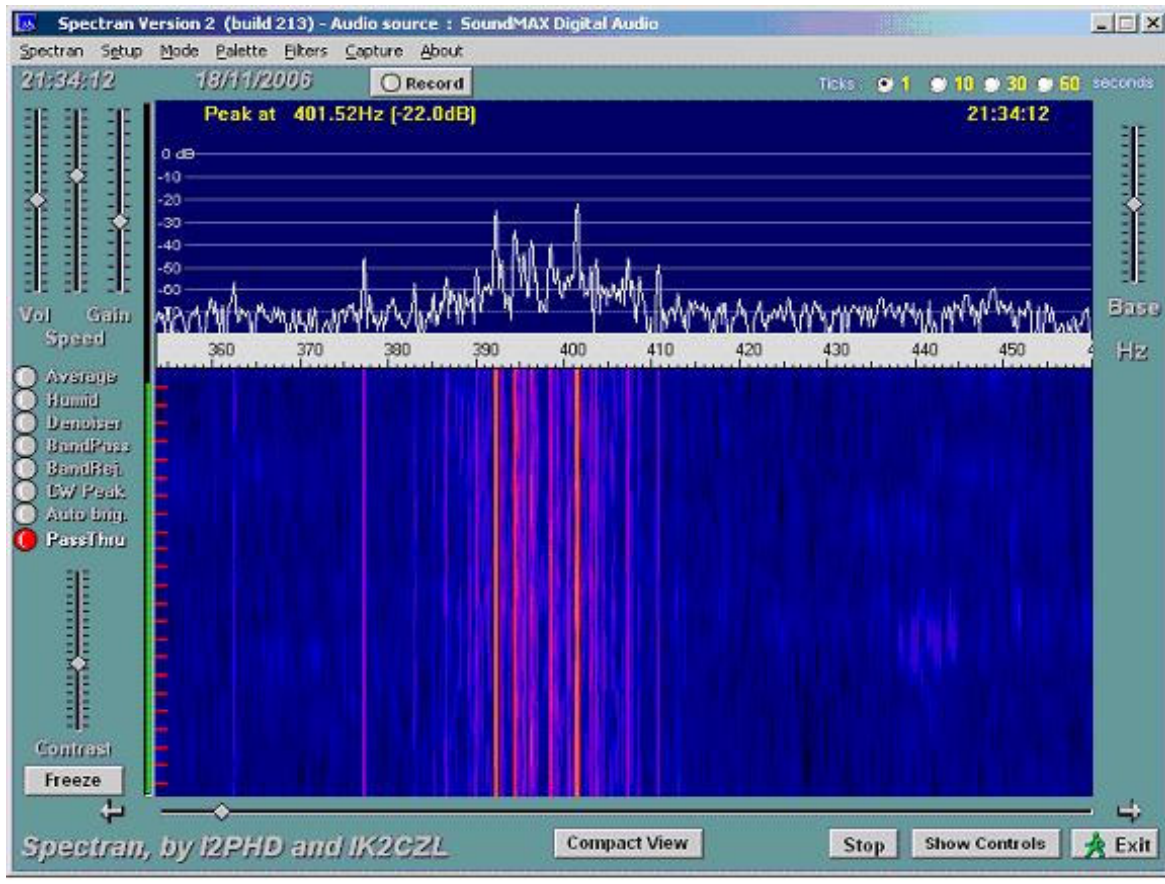 Spectran Version 2 (build 213) - Audio source : SoundMAX Digital Audio
Spectran Setup Mode Palette Filters Capture About
21:34:12 18/11/2006 Record Ticks : 1 10 30 60 seconds
Peak at 401.52Hz (-22.0dB) 21:34:12
0 dB
-10
-20
-30
-40
-50
-60
Vol Gain
Speed
Base
Hz
360 370 380 390 400 410 420 430 440 450 4
Average
Humid
Denoiser
BandPass
BandRej.
CW Peak
Auto bng.
PassThru
Contrast
Freeze
Spectran, by I2PHD and IK2CZL
Compact View Stop Show Controls Exit